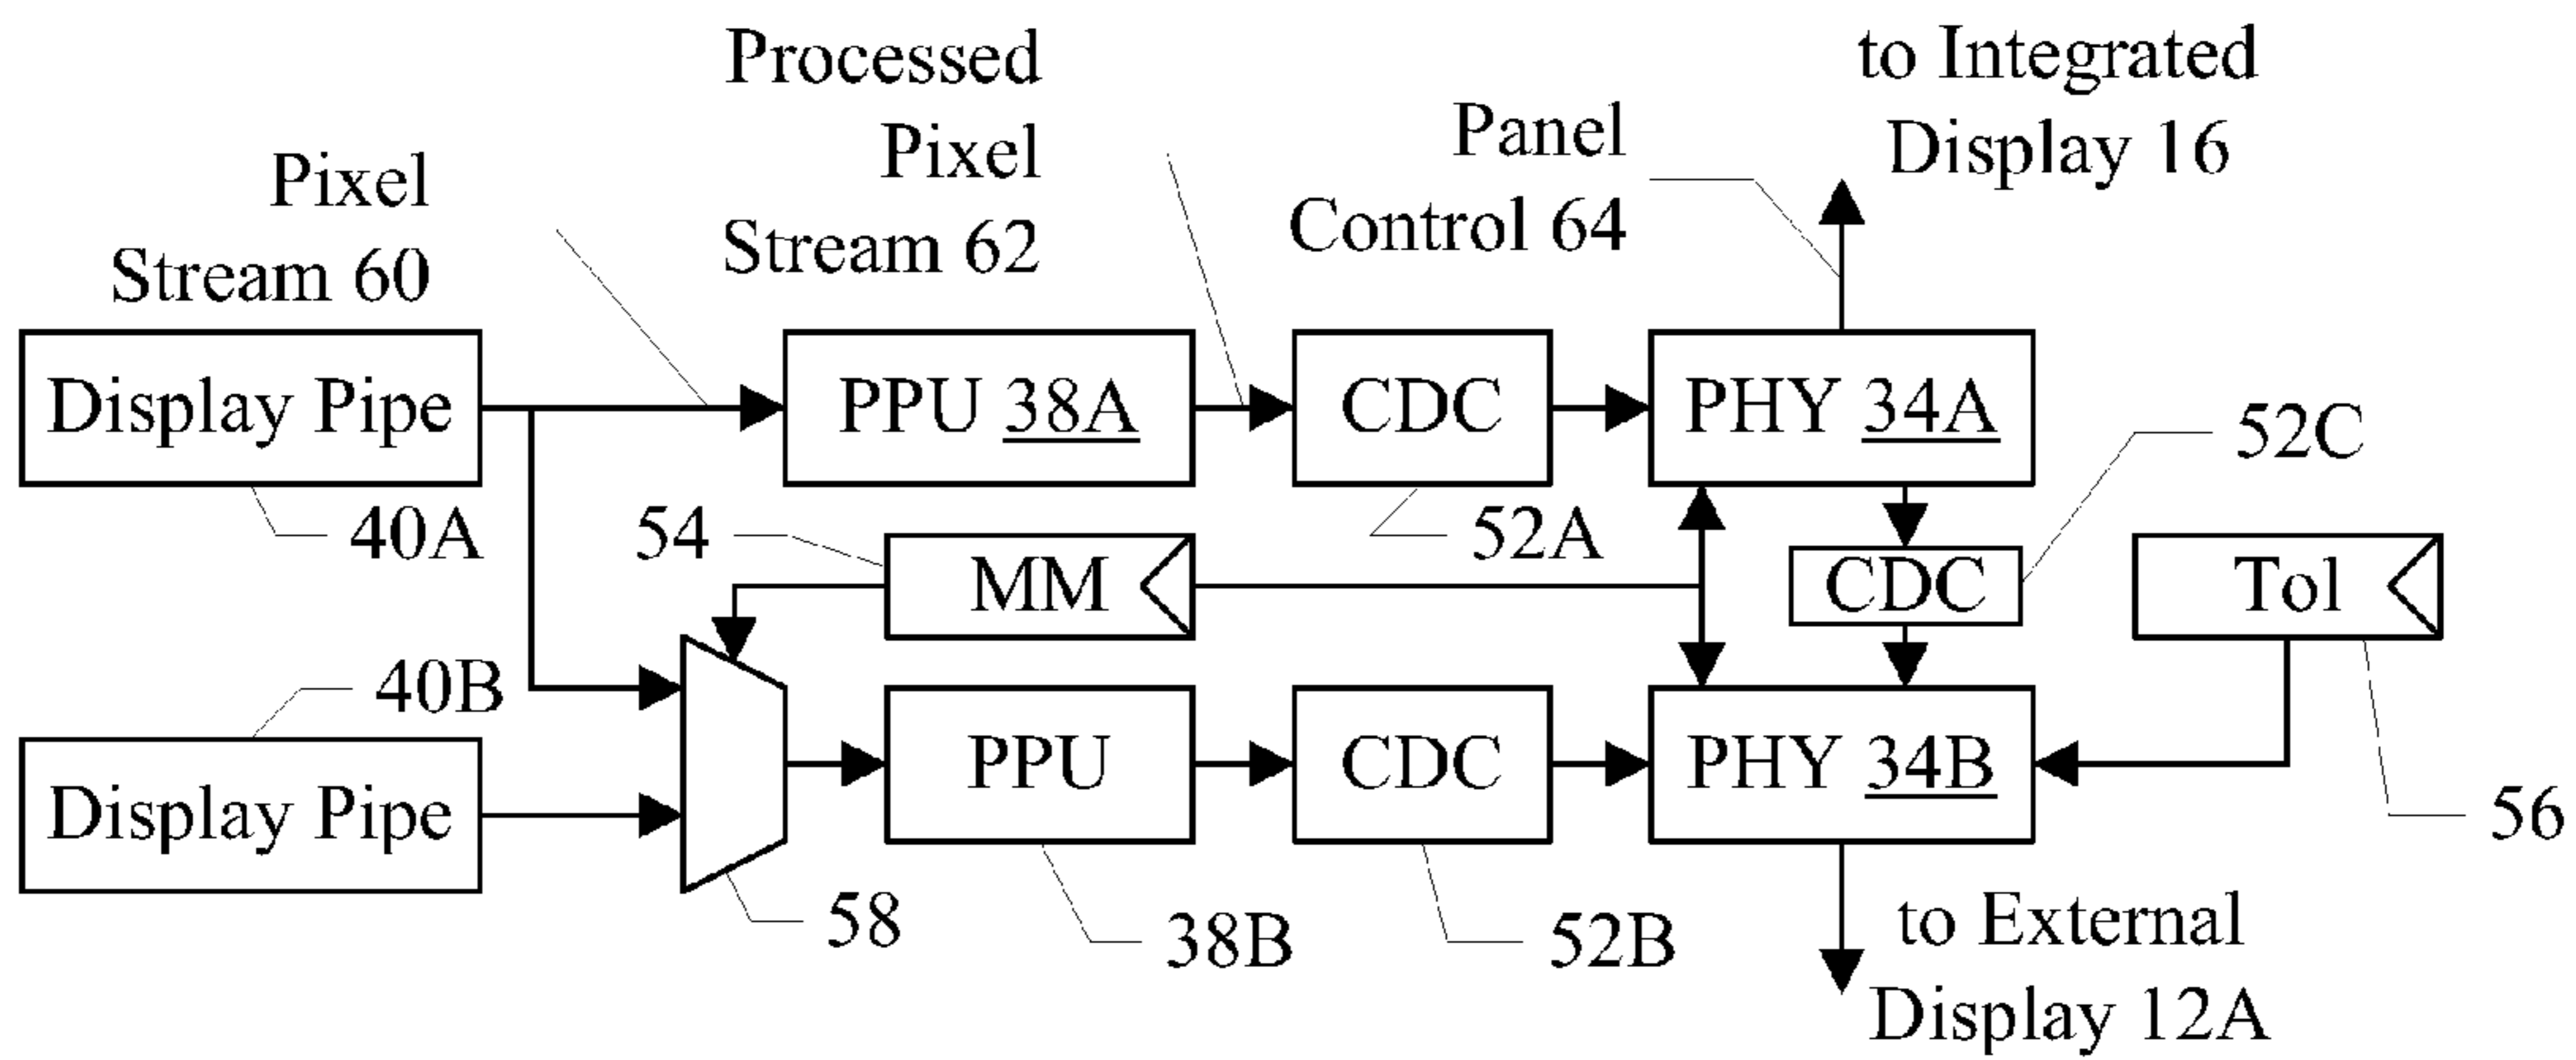 Processed
Pixel
Stream 62
to Integrated
Display 16
Panel
Control 64
Pixel
Stream 60
Display Pipe
PPU 38A
CDC
PHY 34A
52C
40A
54
MM
52A
CDC
Tol
40B
Display Pipe
PPU
CDC
PHY 34B
56
58
38B
52B
to External
Display 12A